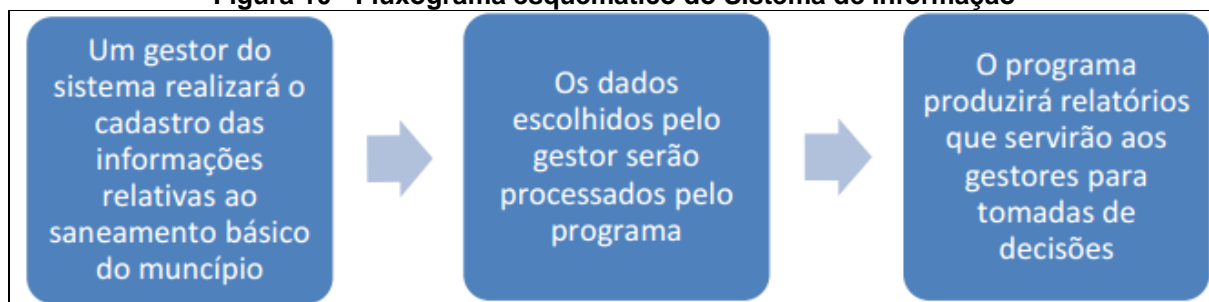 Um gestor do
sistema realizará o
cadastro das
informações
relativas ao
saneamento básico
do muncípio
Os dados
escolhidos pelo
gestor serão
processados pelo
programa
O programa
produzirá relatórios
que servirão aos
gestores para
tomadas de
decisões